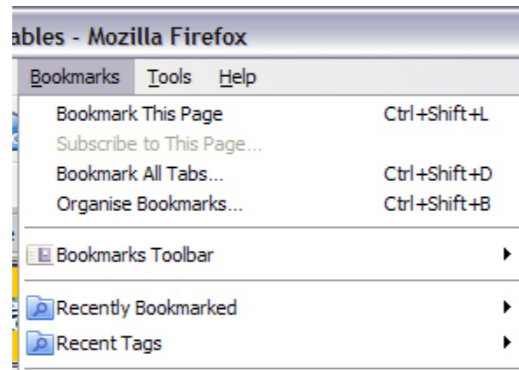 ables - Mozilla Firefox
Bookmarks Tools Help
Bookmark This Page Ctrl+Shift+L
Subscribe to This Page...
Bookmark All Tabs... Ctrl+Shift+D
Organise Bookmarks... Ctrl+Shift+B
Bookmarks Toolbar
Recently Bookmarked
Recent Tags